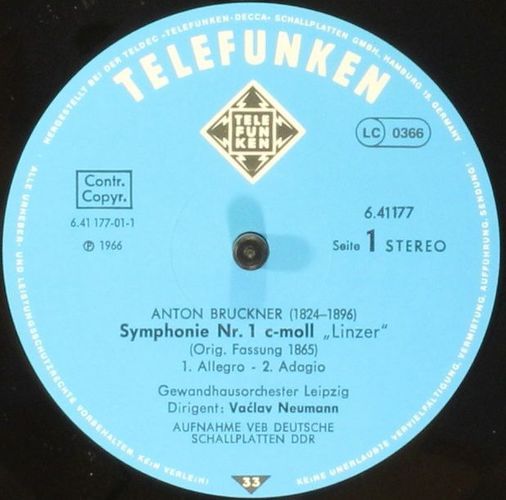 HERGESTELLT BEI DER TELDEC »TELEFUNKEN-DECCA« SCHALLPLATTEN GMBH, HAMBURG 19, GERMANY
TELEFUNKEN
TELE
FUN
KEN
LC 0366
Contr.
Copyr.
6.41 177-01-1
Ⓟ 1966
6.41177
Seite 1 STEREO
ANTON BRUCKNER (1824–1896)
Symphonie Nr. 1 c-moll „Linzer“
(Orig. Fassung 1865)
1. Allegro - 2. Adagio
Gewandhausorchester Leipzig
Dirigent: Vaćlav Neumann
AUFNAHME VEB DEUTSCHE
SCHALLPLATTEN DDR
ALLE URHEBER- UND LEISTUNGSSCHUTZRECHTE VORBEHALTEN. KEIN VERLEIH!
33
KEINE UNERLAUBTE VERVIELFÄLTIGUNG, VERMIETUNG, AUFFÜHRUNG, SENDUNG!